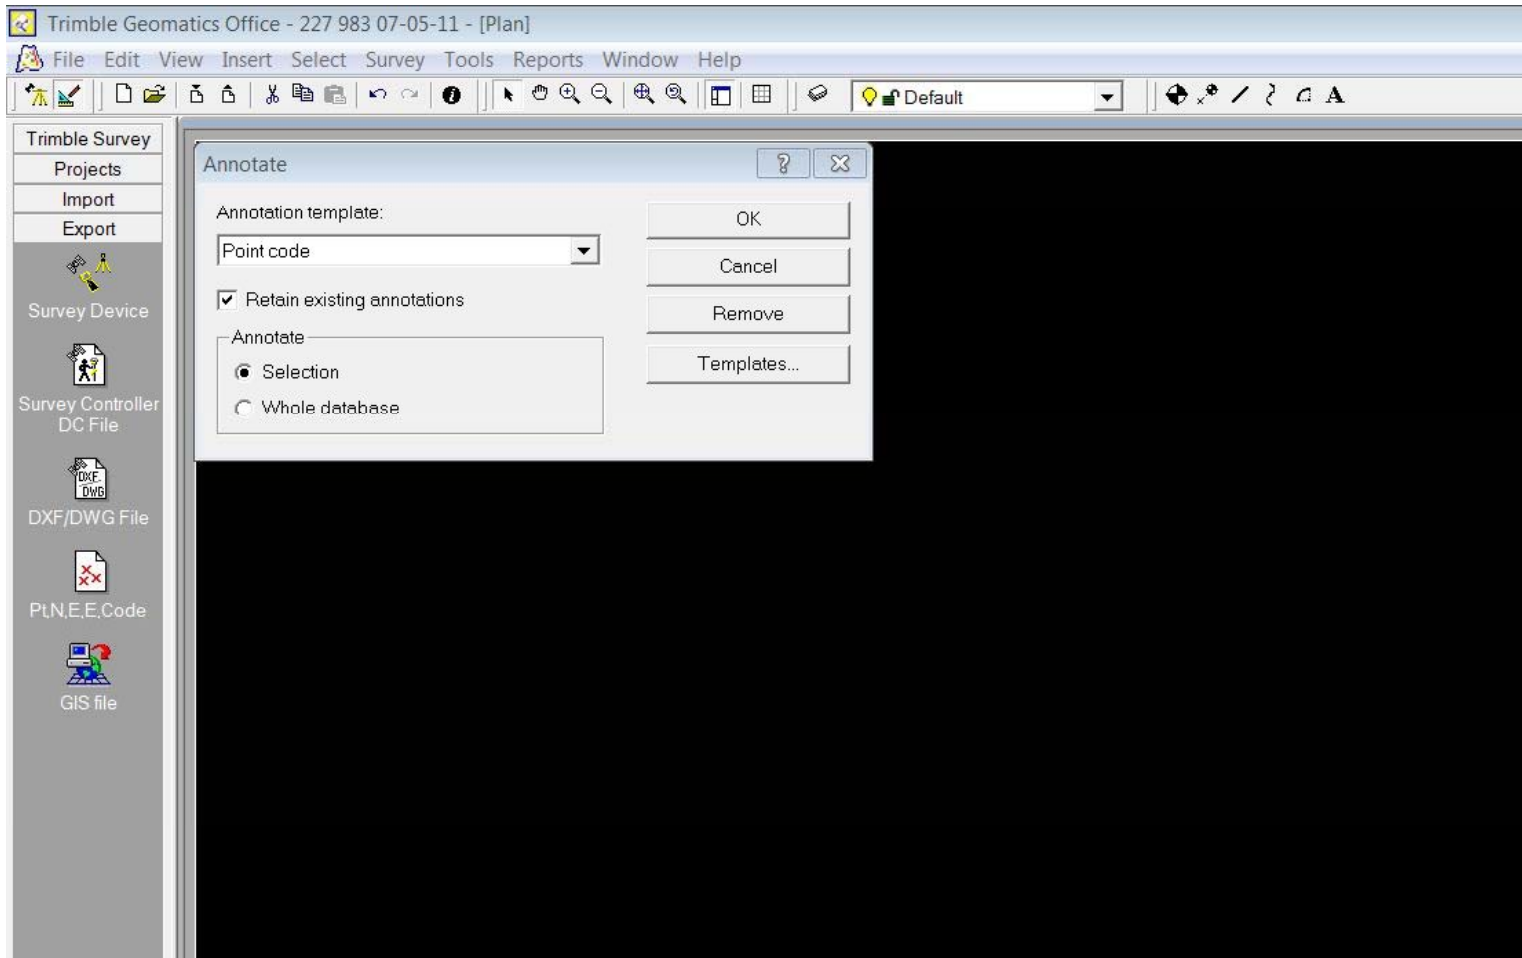 Trimble Geomatics Office - 227 983 07-05-11 - [Plan]
File Edit View Insert Select Survey Tools Reports Window Help
Default
A
Trimble Survey
Projects
Import
Export
Survey Device
Survey Controller
DC File
DXF
DWG
DXF/DWG File
Pt,N,E,E,Code
GIS file
Annotate
Annotation template:
Point code
Retain existing annotations
Annotate
Selection
Whole database
OK
Cancel
Remove
Templates...